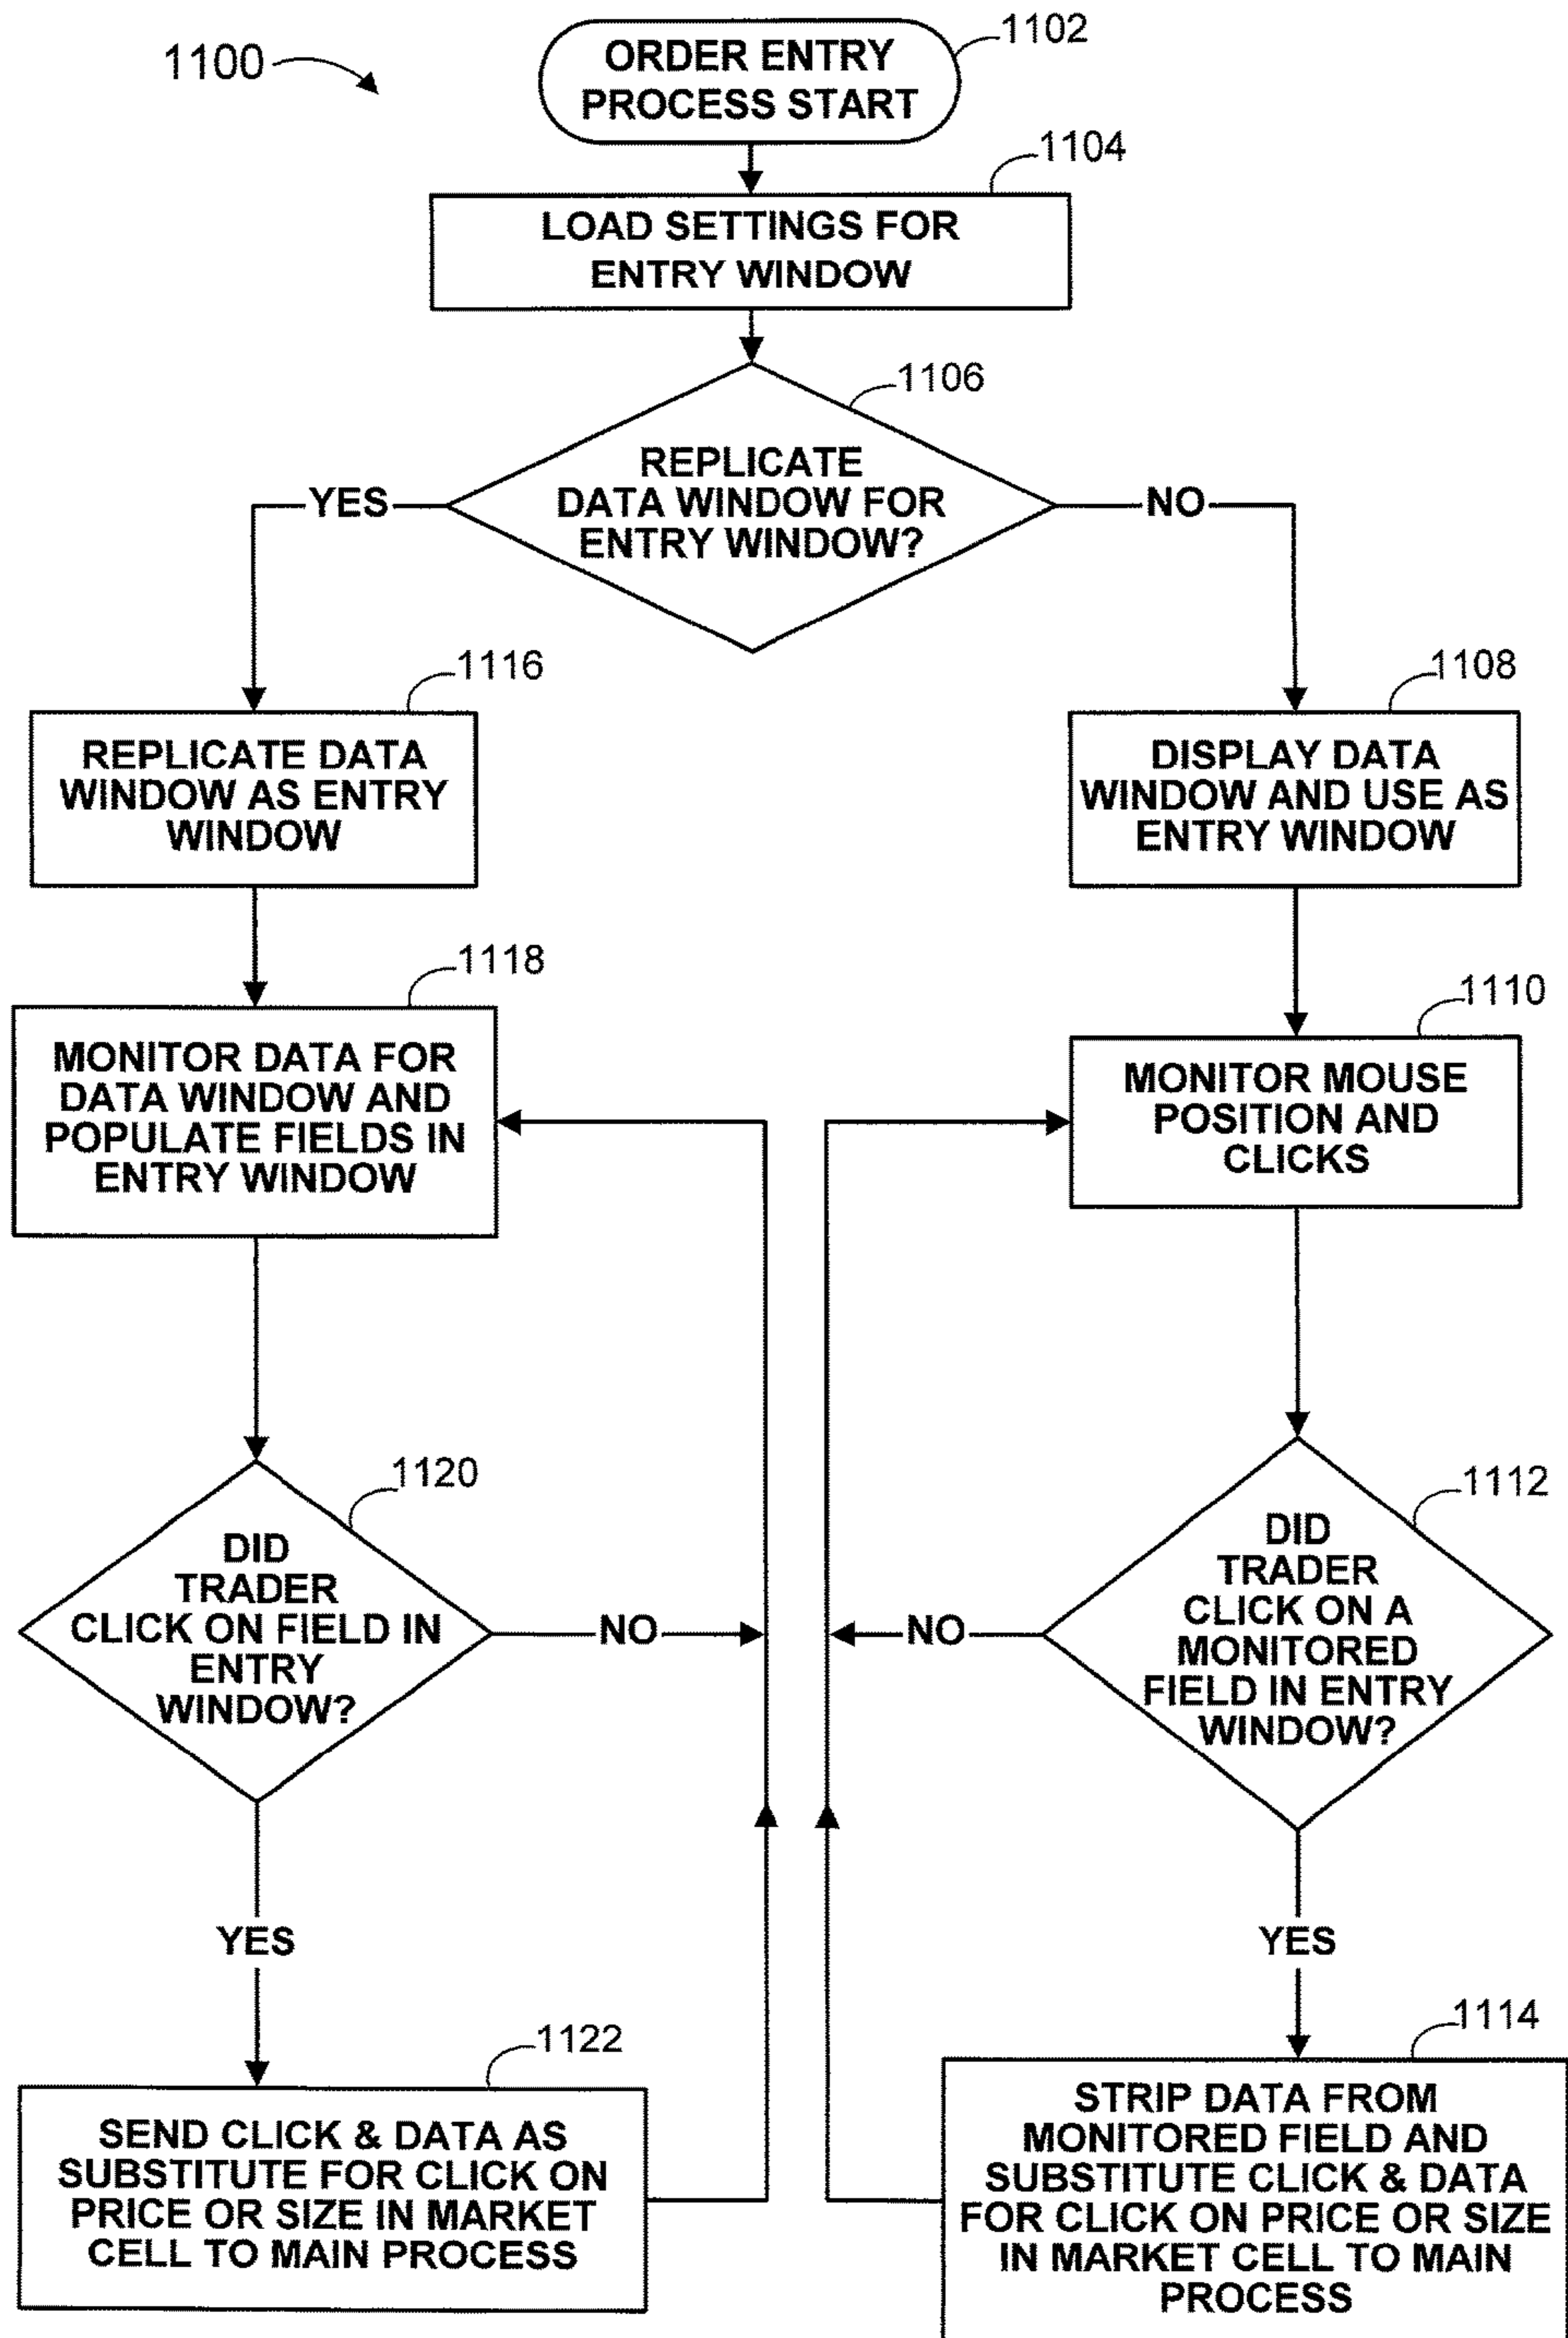 1100
ORDER ENTRY
PROCESS START
1102
1104
LOAD SETTINGS FOR
ENTRY WINDOW
1106
REPLICATE
DATA WINDOW FOR
ENTRY WINDOW?
YES
NO
1116
REPLICATE DATA
WINDOW AS ENTRY
WINDOW
1108
DISPLAY DATA
WINDOW AND USE AS
ENTRY WINDOW
1118
MONITOR DATA FOR
DATA WINDOW AND
POPULATE FIELDS IN
ENTRY WINDOW
1110
MONITOR MOUSE
POSITION AND
CLICKS
1120
DID
TRADER
CLICK ON FIELD IN
ENTRY
WINDOW?
NO
1112
DID
TRADER
CLICK ON A
MONITORED
FIELD IN ENTRY
WINDOW?
NO
YES
YES
1122
SEND CLICK & DATA AS
SUBSTITUTE FOR CLICK ON
PRICE OR SIZE IN MARKET
CELL TO MAIN PROCESS
1114
STRIP DATA FROM
MONITORED FIELD AND
SUBSTITUTE CLICK & DATA
FOR CLICK ON PRICE OR SIZE
IN MARKET CELL TO MAIN
PROCESS